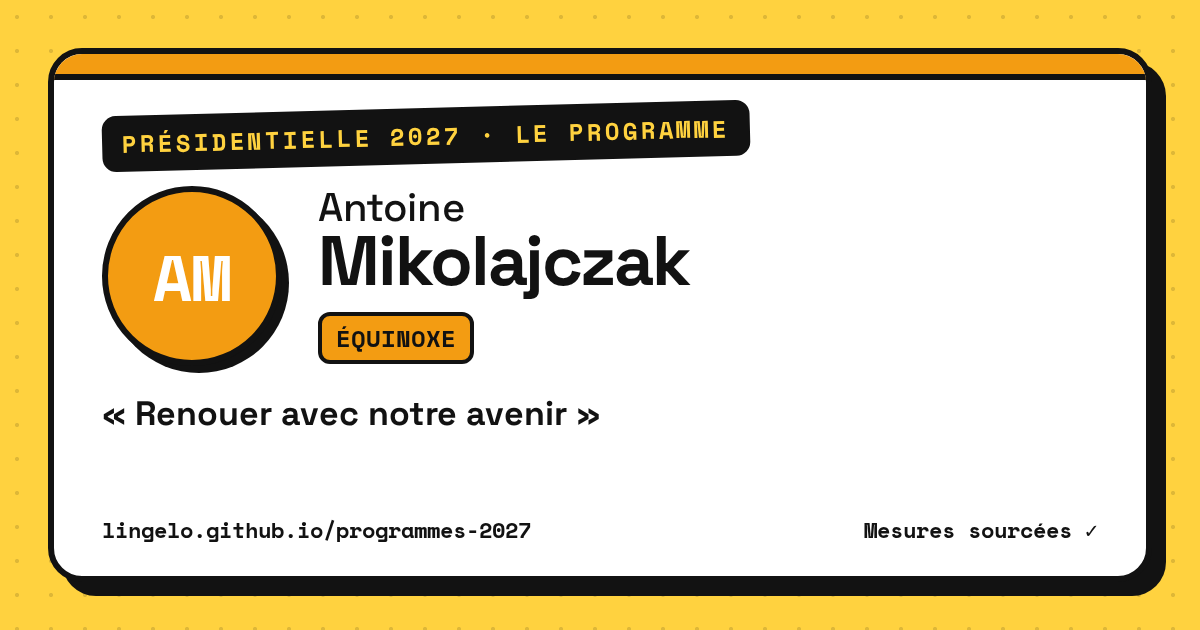 PRÉSIDENTIELLE 2027 · LE PROGRAMME
AM
Antoine
Mikolajczak
ÉQUINOXE
« Renouer avec notre avenir »
lingelo.github.io/programmes-2027
Mesures sourcées ✓